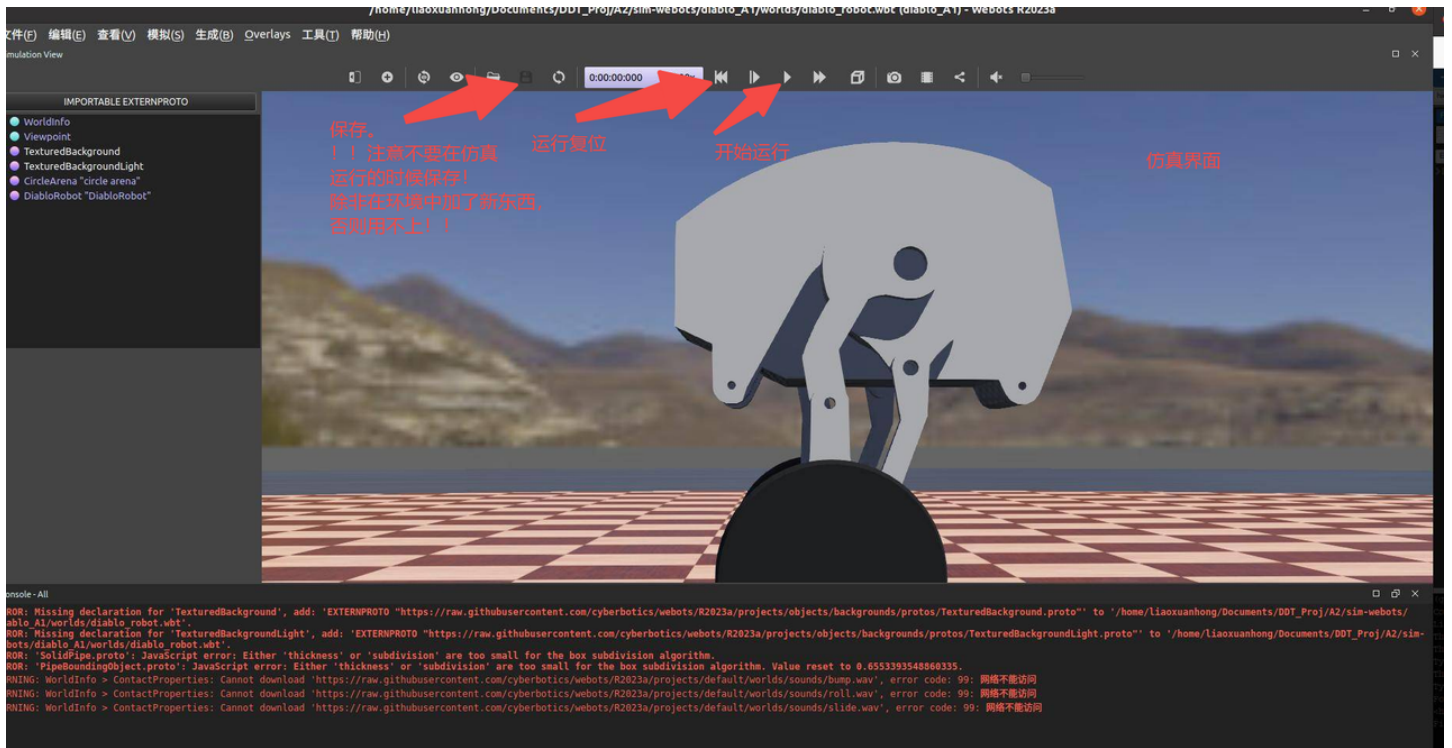 /home/liaoxuanhong/Documents/DDT_Proj/A2/sim-webots/diablo_A1/worlds/diablo_robot.wbt (diablo_A1) - Webots R2023a
文件(F) 编辑(E) 查看(V) 模拟(S) 生成(B) Overlays 工具(T) 帮助(H)
mulation View
0:00:00:000
IMPORTABLE EXTERNPROTO
WorldInfo
Viewpoint
TexturedBackground
TexturedBackgroundLight
CircleArena "circle arena"
DiabloRobot "DiabloRobot"
保存。
！！注意不要在仿真
运行的时候保存！
除非在环境中加了新东西，
否则用不上！！
运行复位
开始运行
仿真界面
onsole - All
ROR: Missing declaration for 'TexturedBackground', add: 'EXTERNPROTO "https://raw.githubusercontent.com/cyberbotics/webots/R2023a/projects/objects/backgrounds/protos/TexturedBackground.proto"' to '/home/liaoxuanhong/Documents/DDT_Proj/A2/sim-webots/
ablo_A1/worlds/diablo_robot.wbt'.
ROR: Missing declaration for 'TexturedBackgroundLight', add: 'EXTERNPROTO "https://raw.githubusercontent.com/cyberbotics/webots/R2023a/projects/objects/backgrounds/protos/TexturedBackgroundLight.proto"' to '/home/liaoxuanhong/Documents/DDT_Proj/A2/sim-
bots/diablo_A1/worlds/diablo_robot.wbt'.
ROR: 'SolidPipe.proto': JavaScript error: Either 'thickness' or 'subdivision' are too small for the box subdivision algorithm.
ROR: 'PipeBoundingObject.proto': JavaScript error: Either 'thickness' or 'subdivision' are too small for the box subdivision algorithm. Value reset to 0.6553393548860335.
RNING: WorldInfo > ContactProperties: Cannot download 'https://raw.githubusercontent.com/cyberbotics/webots/R2023a/projects/default/worlds/sounds/bump.wav', error code: 99: 网络不能访问
RNING: WorldInfo > ContactProperties: Cannot download 'https://raw.githubusercontent.com/cyberbotics/webots/R2023a/projects/default/worlds/sounds/roll.wav', error code: 99: 网络不能访问
RNING: WorldInfo > ContactProperties: Cannot download 'https://raw.githubusercontent.com/cyberbotics/webots/R2023a/projects/default/worlds/sounds/slide.wav', error code: 99: 网络不能访问